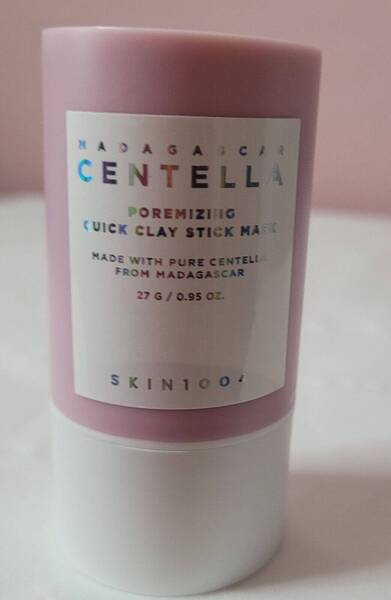 MADAGASCAR
CENTELLA
POREMIZING
QUICK CLAY STICK MASK
MADE WITH PURE CENTELLA
FROM MADAGASCAR
27 G / 0.95 OZ.
SKIN1004